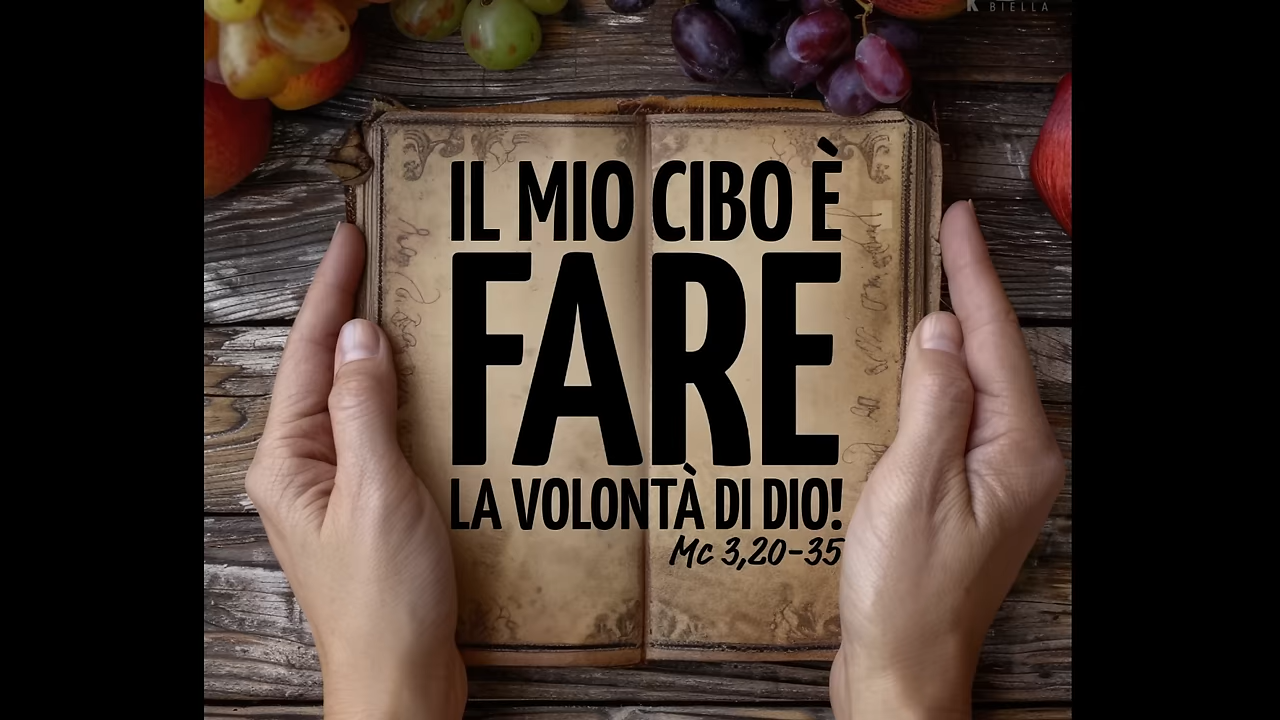 BIELLA
IL MIO CIBO È
FARE
LA VOLONTÀ DI DIO!
Mc 3,20-35